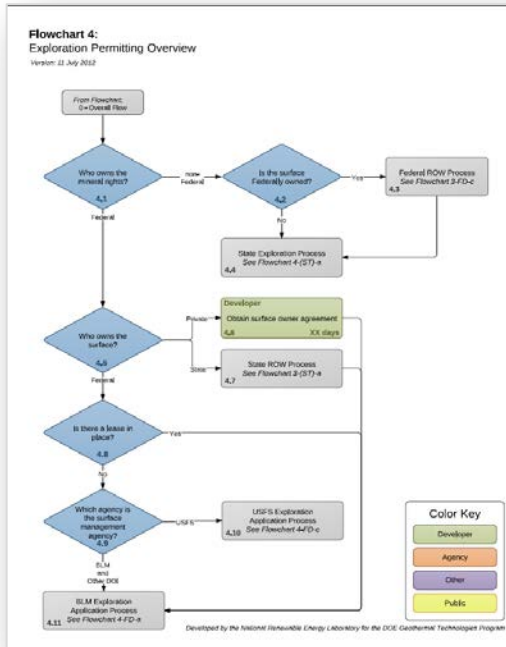 Flowchart 4:
Exploration Permitting Overview
Version: 11 July 2012
From Flowchart:
0 – Overall Flow
Who owns the
mineral rights?
4.1
none
Federal
Is the surface
Federally owned?
4.2
Yes
Federal ROW Process
See Flowchart 3-FD-c
4.3
Federal
No
State Exploration Process
See Flowchart 4-(ST)-a
4.4
Who owns the
surface?
4.5
Private
Developer
Obtain surface owner agreement
4.6
XX days
State
State ROW Process
See Flowchart 3-(ST)-a
4.7
Federal
Is there a lease in
place?
4.8
Yes
No
Which agency is
the surface
management
agency?
4.9
USFS
USFS Exploration
Application Process
See Flowchart 4-FD-c
4.10
BLM
and
Other DOE
BLM Exploration
Application Process
See Flowchart 4-FD-a
4.11
Color Key
Developer
Agency
Other
Public
Developed by the National Renewable Energy Laboratory for the DOE Geothermal Technologies Program